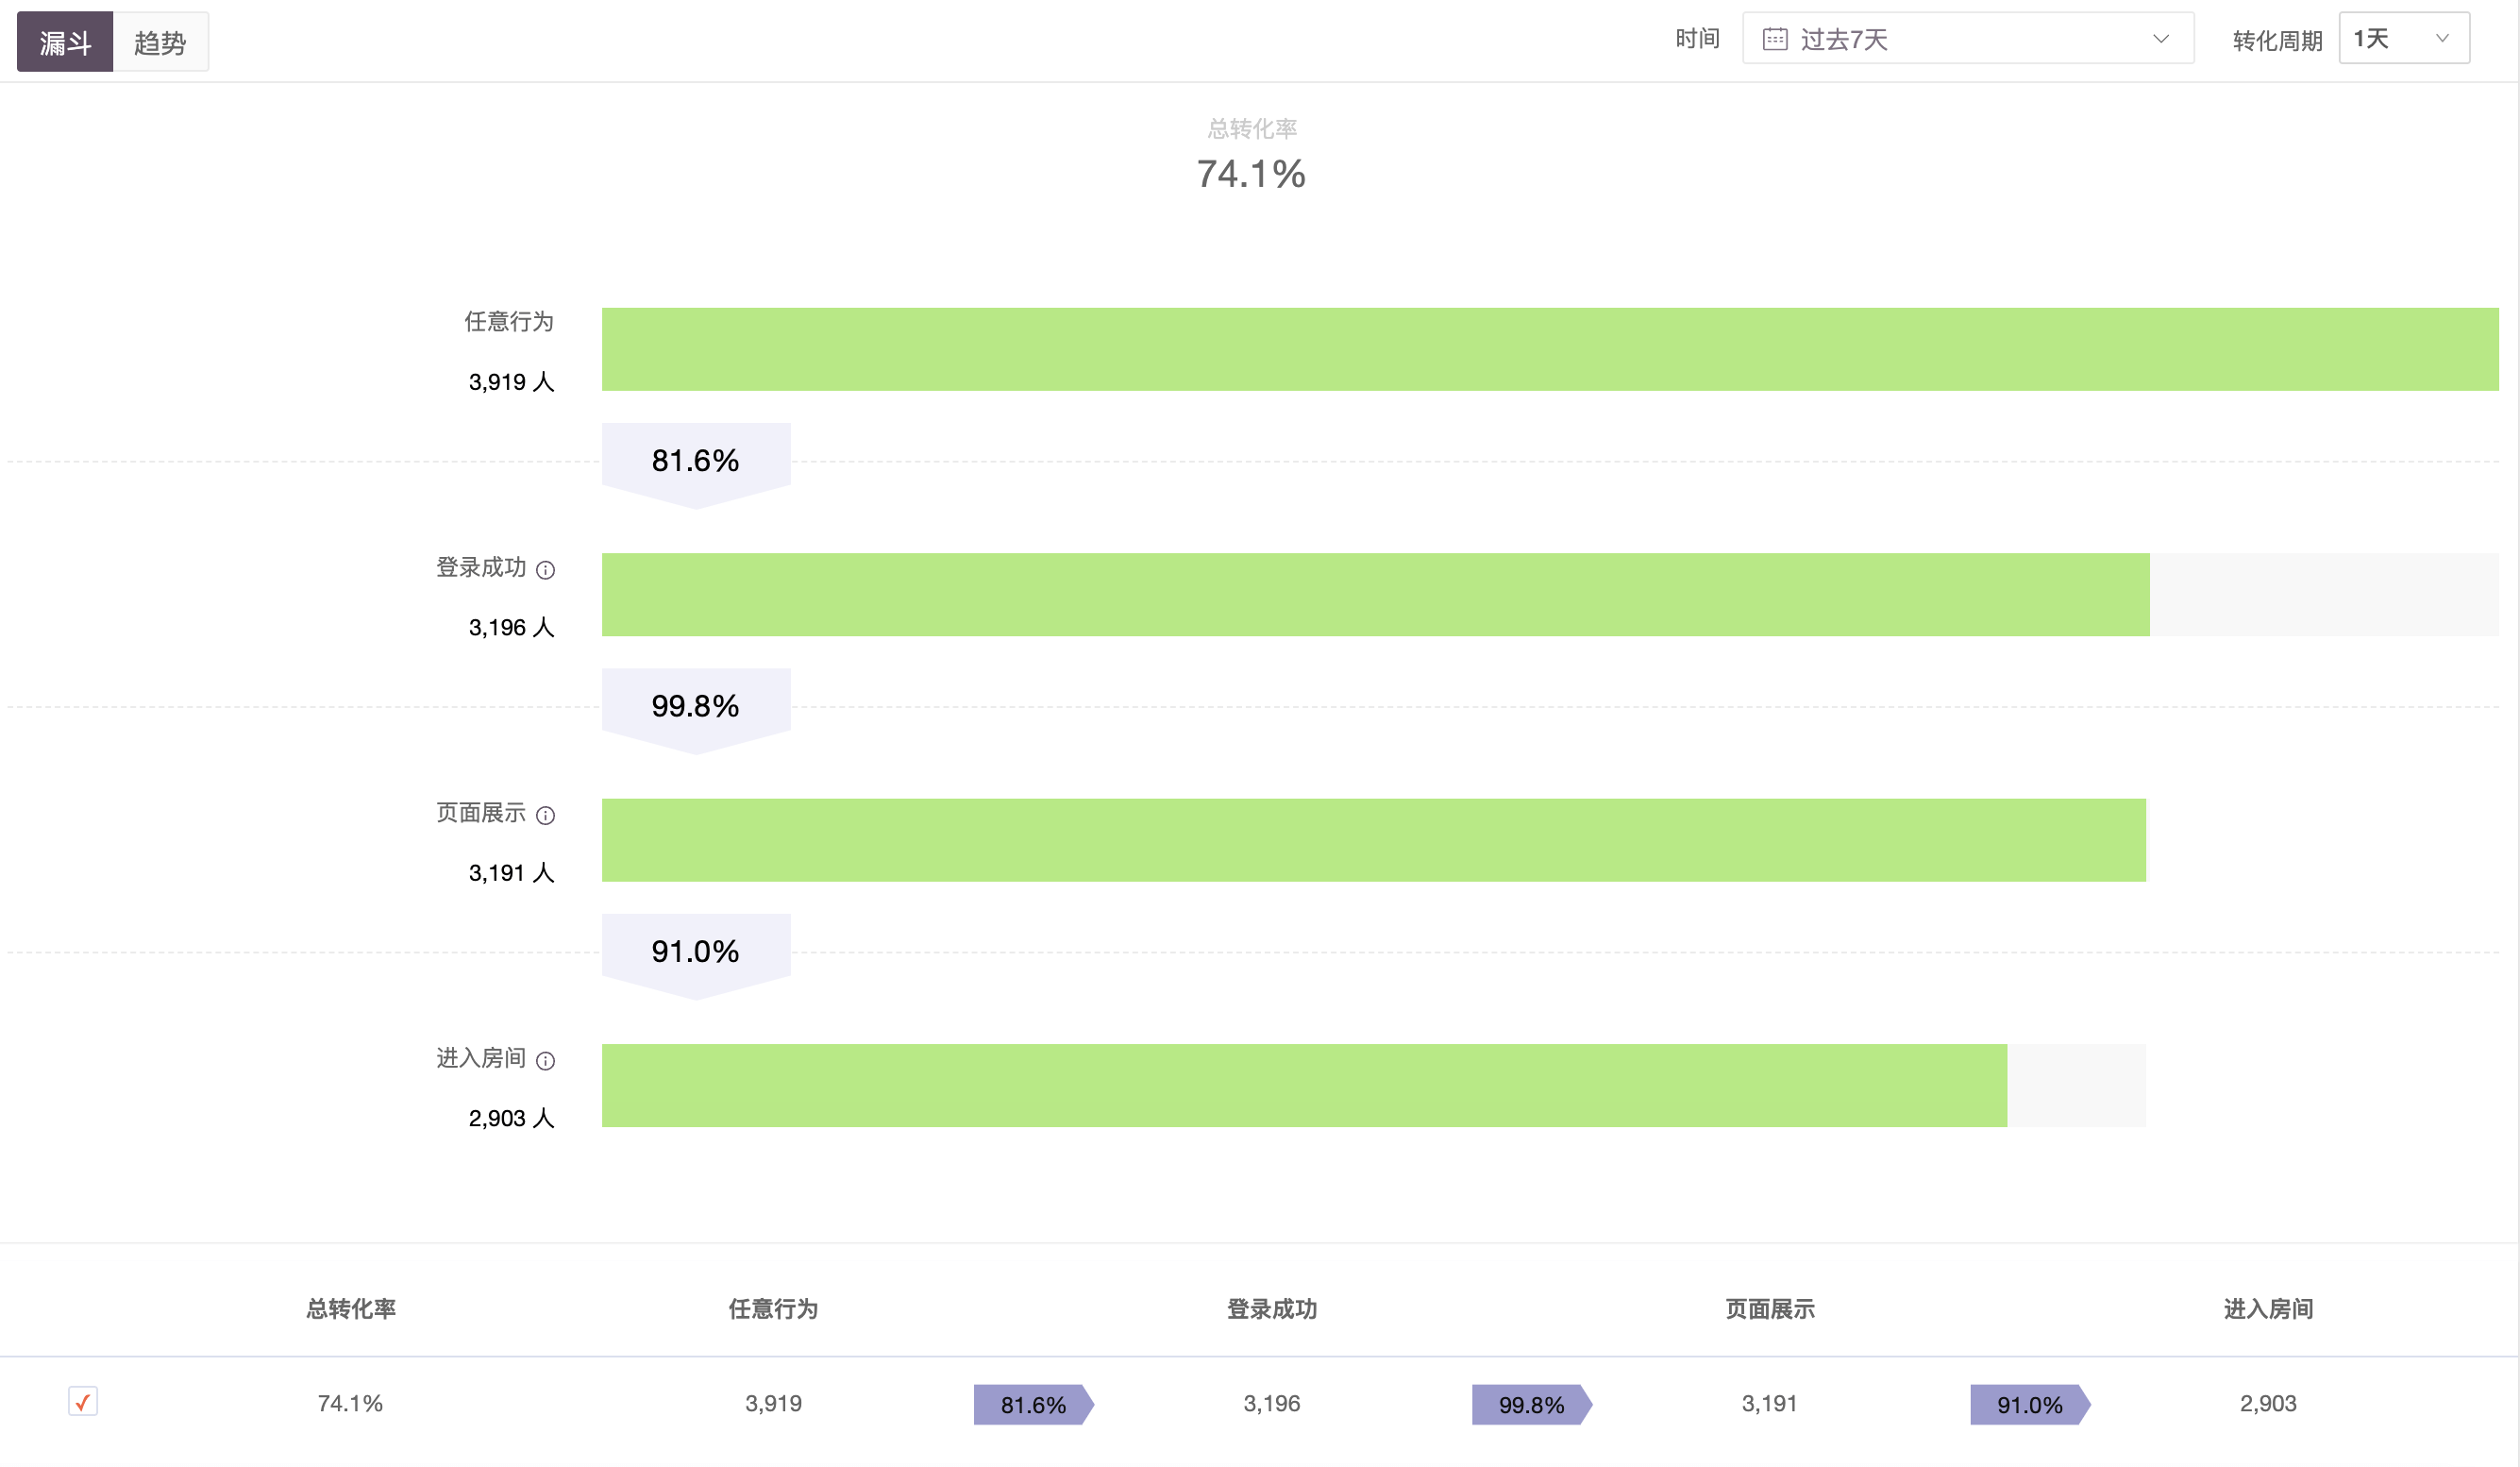 漏斗 趋势 时间 过去7天 转化周期 1天
总转化率
74.1%
任意行为
3,919 人
81.6%
登录成功
3,196 人
99.8%
页面展示
3,191 人
91.0%
进入房间
2,903 人
总转化率 任意行为 登录成功 页面展示 进入房间
74.1% 3,919 81.6% 3,196 99.8% 3,191 91.0% 2,903